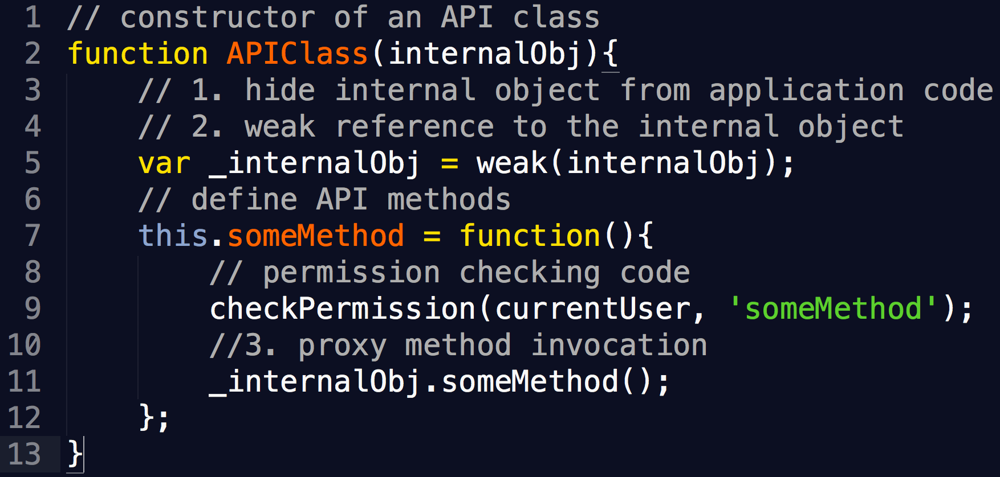 1 // constructor of an API class
2 function APIClass(internalObj){
3     // 1. hide internal object from application code
4     // 2. weak reference to the internal object
5     var _internalObj = weak(internalObj);
6     // define API methods
7     this.someMethod = function(){
8         // permission checking code
9         checkPermission(currentUser, 'someMethod');
10         //3. proxy method invocation
11         _internalObj.someMethod();
12     };
13 }